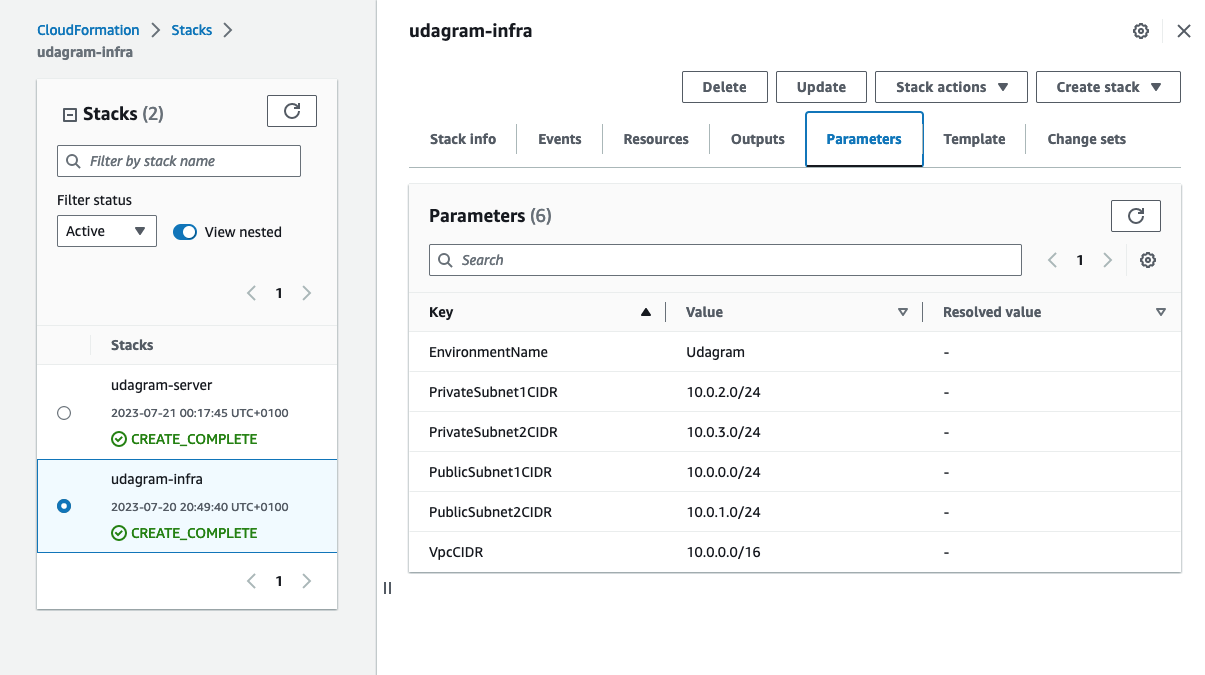 CloudFormation Stacks
udagram-infra
Stacks (2)
Filter by stack name
Filter status
Active View nested
1
Stacks
udagram-server
2023-07-21 00:17:45 UTC+0100
CREATE_COMPLETE
udagram-infra
2023-07-20 20:49:40 UTC+0100
CREATE_COMPLETE
1
udagram-infra
Delete Update Stack actions Create stack
Stack info Events Resources Outputs Parameters Template Change sets
Parameters (6)
Search 1
Key Value Resolved value
EnvironmentName Udagram -
PrivateSubnet1CIDR 10.0.2.0/24 -
PrivateSubnet2CIDR 10.0.3.0/24 -
PublicSubnet1CIDR 10.0.0.0/24 -
PublicSubnet2CIDR 10.0.1.0/24 -
VpcCIDR 10.0.0.0/16 -